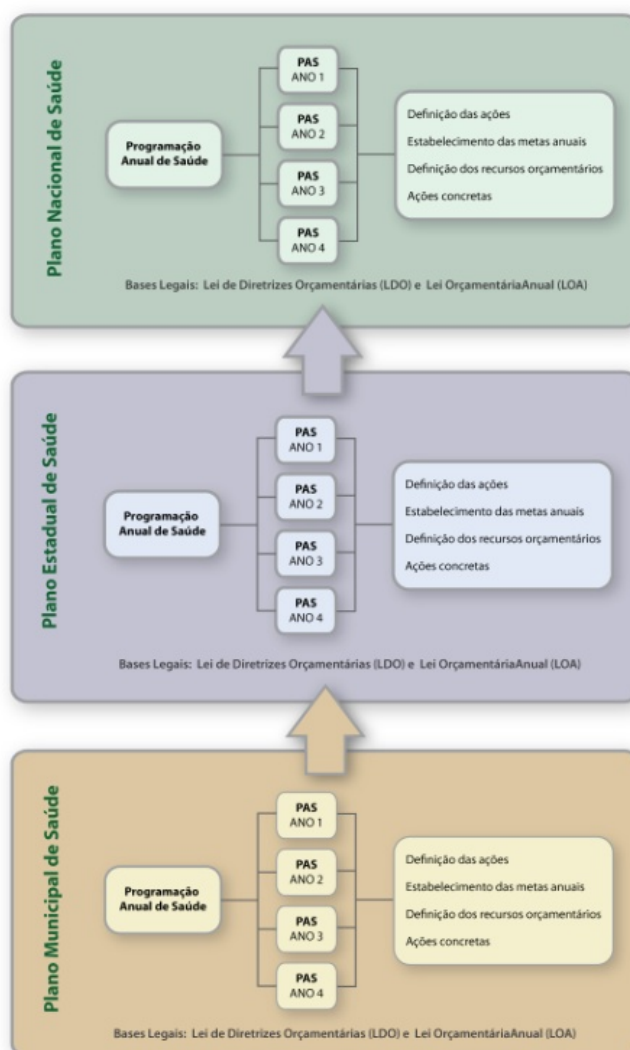 Plano Nacional de Saúde
Programação
Anual de Saúde
PAS
ANO 1
PAS
ANO 2
PAS
ANO 3
PAS
ANO 4
Definição das ações
Estabelecimento das metas anuais
Definição dos recursos orçamentários
Ações concretas
Bases Legais: Lei de Diretrizes Orçamentárias (LDO) e Lei OrçamentáriaAnual (LOA)
Plano Estadual de Saúde
Programação
Anual de Saúde
PAS
ANO 1
PAS
ANO 2
PAS
ANO 3
PAS
ANO 4
Definição das ações
Estabelecimento das metas anuais
Definição dos recursos orçamentários
Ações concretas
Bases Legais: Lei de Diretrizes Orçamentárias (LDO) e Lei OrçamentáriaAnual (LOA)
Plano Municipal de Saúde
Programação
Anual de Saúde
PAS
ANO 1
PAS
ANO 2
PAS
ANO 3
PAS
ANO 4
Definição das ações
Estabelecimento das metas anuais
Definição dos recursos orçamentários
Ações concretas
Bases Legais: Lei de Diretrizes Orçamentárias (LDO) e Lei OrçamentáriaAnual (LOA)